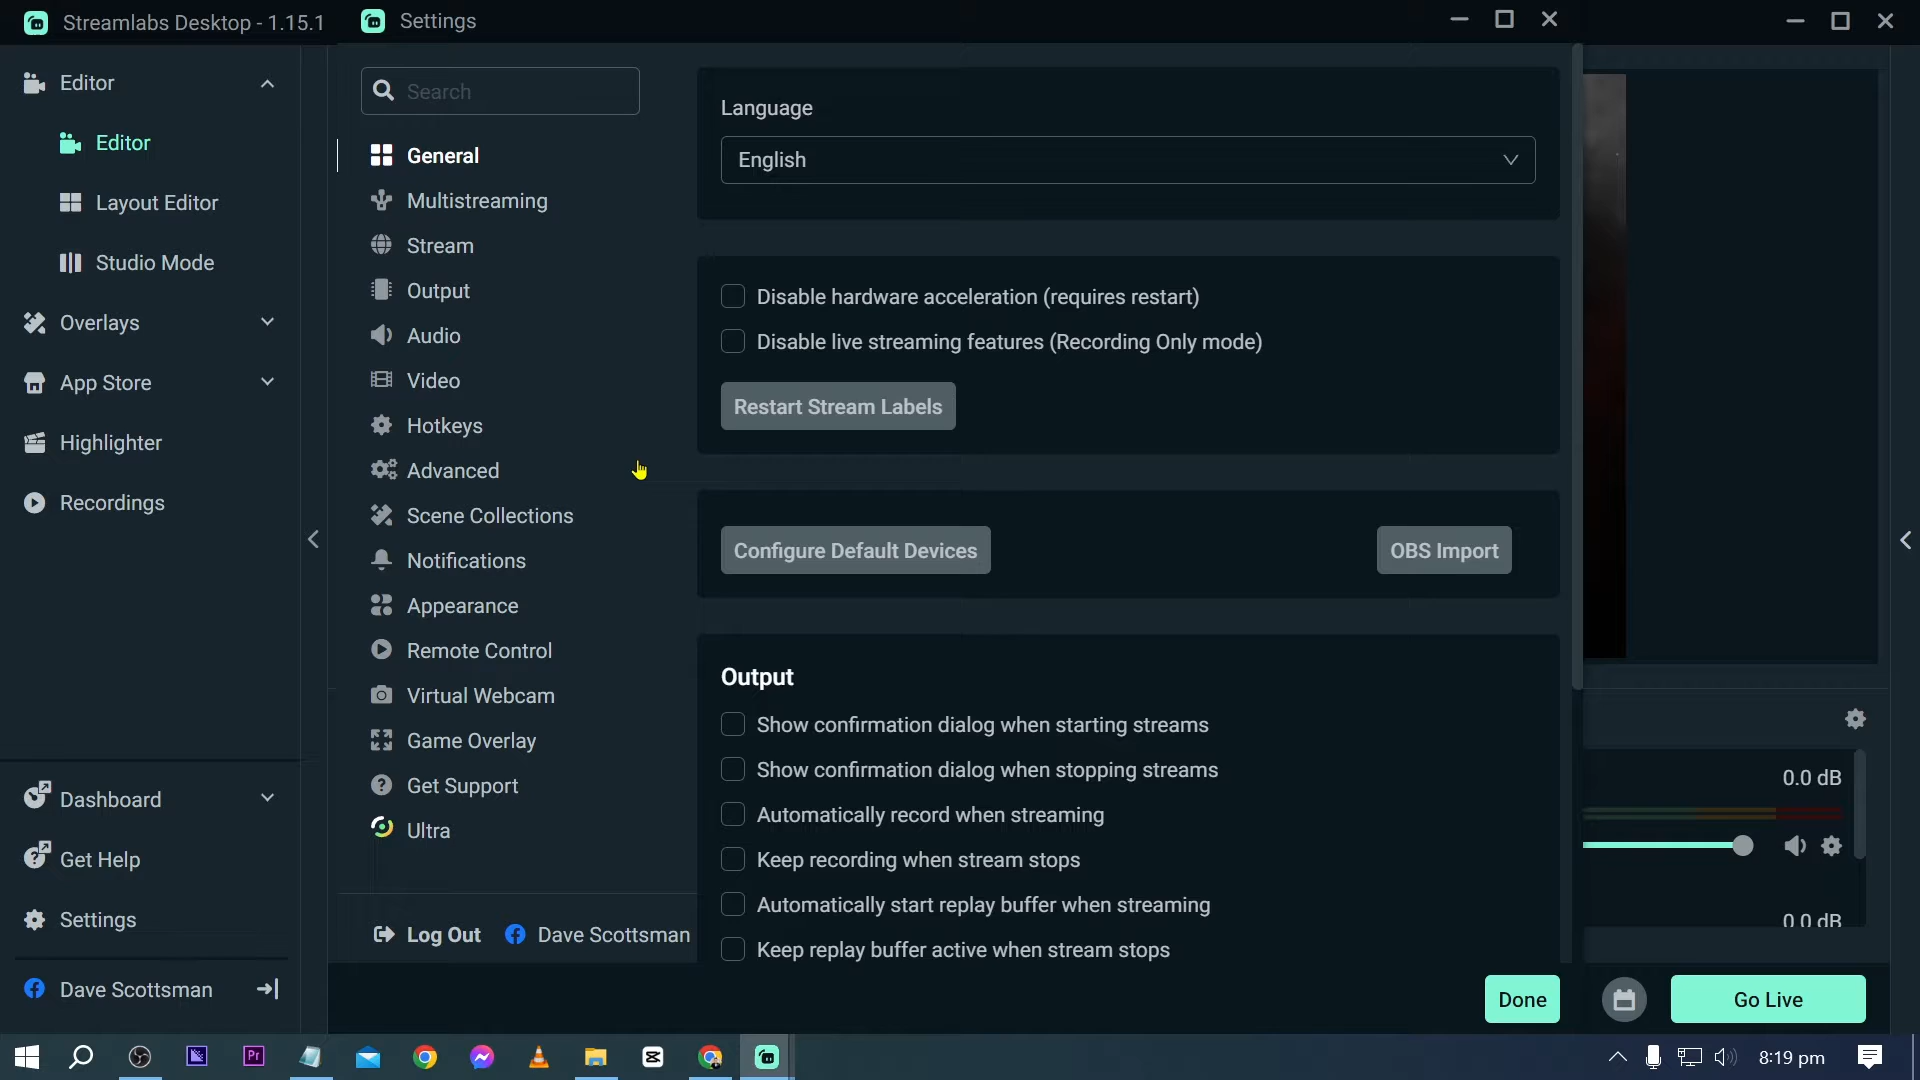 Streamlabs Desktop - 1.15.1
Settings
Editor
Editor
Layout Editor
Studio Mode
Overlays
App Store
Highlighter
Recordings
Dashboard
Get Help
Settings
Dave Scottsman
Search
General
Multistreaming
Stream
Output
Audio
Video
Hotkeys
Advanced
Scene Collections
Notifications
Appearance
Remote Control
Virtual Webcam
Game Overlay
Get Support
Ultra
Log Out
Dave Scottsman
Language
English
Disable hardware acceleration (requires restart)
Disable live streaming features (Recording Only mode)
Restart Stream Labels
Configure Default Devices
OBS Import
Output
Show confirmation dialog when starting streams
Show confirmation dialog when stopping streams
Automatically record when streaming
Keep recording when stream stops
Automatically start replay buffer when streaming
Keep replay buffer active when stream stops
Done
0.0 dB
0.0 dB
Go Live
Pr
8:19 pm